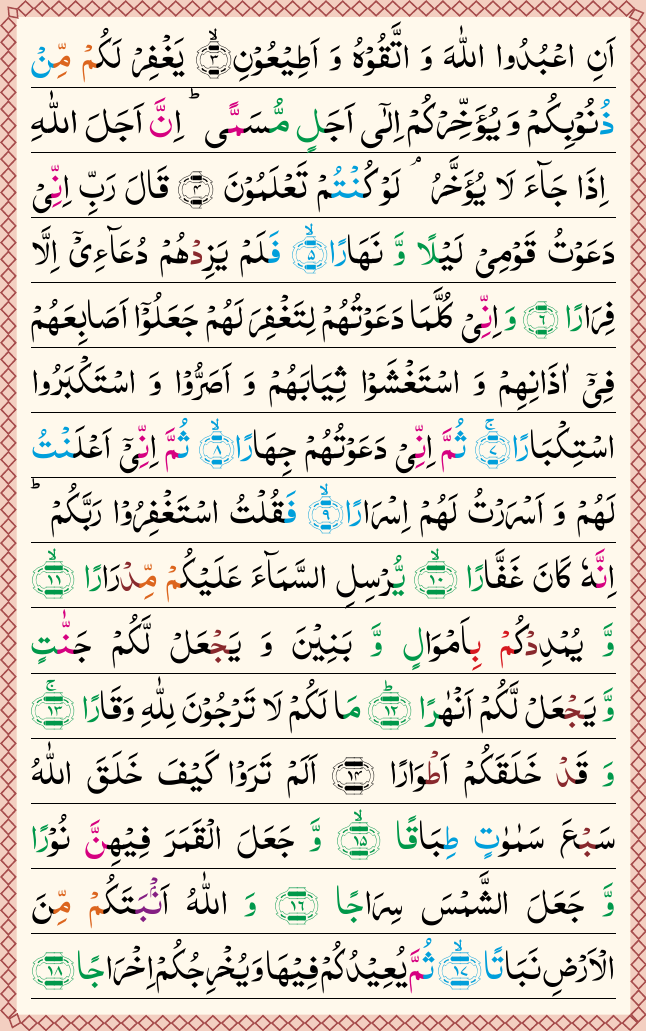 اَنِ اعْبُدُوا اللّٰهَ وَ اتَّقُوْهُ وَ اَطِيْعُوْنِۙ۝۳ يَغْفِرْ لَكُمْ مِّنْ
ذُنُوْبِكُمْ وَ يُؤَخِّرْكُمْ اِلٰۤى اَجَلٍ مُّسَمًّى ؕ اِنَّ اَجَلَ اللّٰهِ
اِذَا جَآءَ لَا يُؤَخَّرُ ۘ لَوْ كُنْتُمْ تَعْلَمُوْنَ ۝۴ قَالَ رَبِّ اِنِّيْ
دَعَوْتُ قَوْمِيْ لَيْلًا وَّ نَهَارًاۙ۝۵ فَلَمْ يَزِدْهُمْ دُعَآءِيْۤ اِلَّا
فِرَارًا ۝۶ وَ اِنِّيْ كُلَّمَا دَعَوْتُهُمْ لِتَغْفِرَ لَهُمْ جَعَلُوْۤا اَصَابِعَهُمْ
فِيْۤ اٰذَانِهِمْ وَ اسْتَغْشَوْا ثِيَابَهُمْ وَ اَصَرُّوْا وَ اسْتَكْبَرُوا
اسْتِكْبَارًاۚ۝۷ ثُمَّ اِنِّيْ دَعَوْتُهُمْ جِهَارًاۙ۝۸ ثُمَّ اِنِّيْۤ اَعْلَنْتُ
لَهُمْ وَ اَسْرَرْتُ لَهُمْ اِسْرَارًاۙ۝۹ فَقُلْتُ اسْتَغْفِرُوْا رَبَّكُمْ ؕ
اِنَّهٗ كَانَ غَفَّارًاۙ۝۱۰ يُّرْسِلِ السَّمَآءَ عَلَيْكُمْ مِّدْرَارًاۙ۝۱۱
وَّ يُمْدِدْكُمْ بِاَمْوَالٍ وَّ بَنِيْنَ وَ يَجْعَلْ لَّكُمْ جَنّٰتٍ
وَّ يَجْعَلْ لَّكُمْ اَنْهٰرًاؕ۝۱۲ مَا لَكُمْ لَا تَرْجُوْنَ لِلّٰهِ وَقَارًاۚ۝۱۳
وَ قَدْ خَلَقَكُمْ اَطْوَارًا ۝۱۴ اَلَمْ تَرَوْا كَيْفَ خَلَقَ اللّٰهُ
سَبْعَ سَمٰوٰتٍ طِبَاقًاۙ۝۱۵ وَّ جَعَلَ الْقَمَرَ فِيْهِنَّ نُوْرًا
وَّ جَعَلَ الشَّمْسَ سِرَاجًا ۝۱۶ وَ اللّٰهُ اَنْۢبَتَكُمْ مِّنَ
الْاَرْضِ نَبَاتًاۙ۝۱۷ ثُمَّ يُعِيْدُكُمْ فِيْهَا وَ يُخْرِجُكُمْ اِخْرَاجًا ۝۱۸